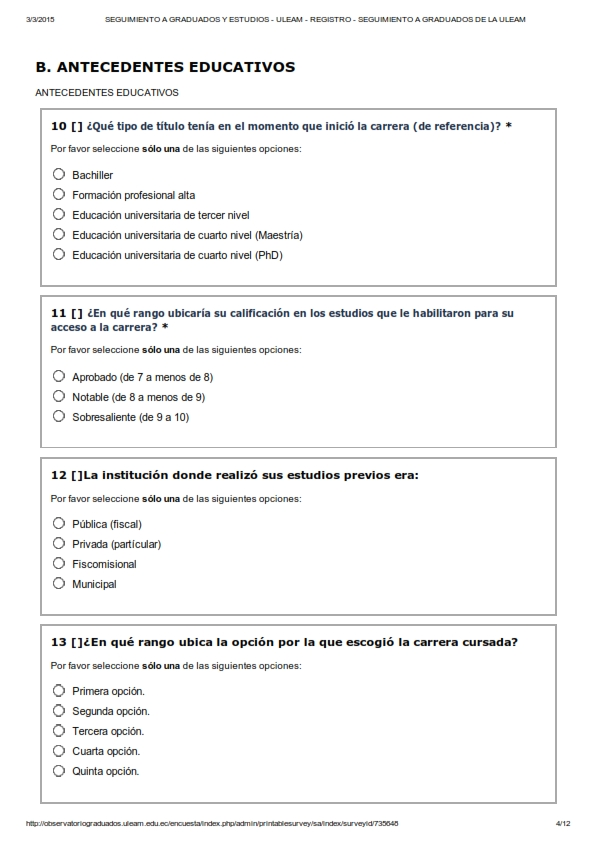 3/3/2015 SEGUIMIENTO A GRADUADOS Y ESTUDIOS - ULEAM - REGISTRO - SEGUIMIENTO A GRADUADOS DE LA ULEAM
B. ANTECEDENTES EDUCATIVOS
ANTECEDENTES EDUCATIVOS
10 [] ¿Qué tipo de título tenía en el momento que inició la carrera (de referencia)? *
Por favor seleccione sólo una de las siguientes opciones:
Bachiller
Formación profesional alta
Educación universitaria de tercer nivel
Educación universitaria de cuarto nivel (Maestría)
Educación universitaria de cuarto nivel (PhD)
11 [] ¿En qué rango ubicaría su calificación en los estudios que le habilitaron para su
acceso a la carrera? *
Por favor seleccione sólo una de las siguientes opciones:
Aprobado (de 7 a menos de 8)
Notable (de 8 a menos de 9)
Sobresaliente (de 9 a 10)
12 []La institución donde realizó sus estudios previos era:
Por favor seleccione sólo una de las siguientes opciones:
Pública (fiscal)
Privada (partícular)
Fiscomisional
Municipal
13 []¿En qué rango ubica la opción por la que escogió la carrera cursada?
Por favor seleccione sólo una de las siguientes opciones:
Primera opción.
Segunda opción.
Tercera opción.
Cuarta opción.
Quinta opción.
http://observatoriograduados.uleam.edu.ec/encuesta/index.php/admin/printablesurvey/sa/index/surveyid/735648 4/12